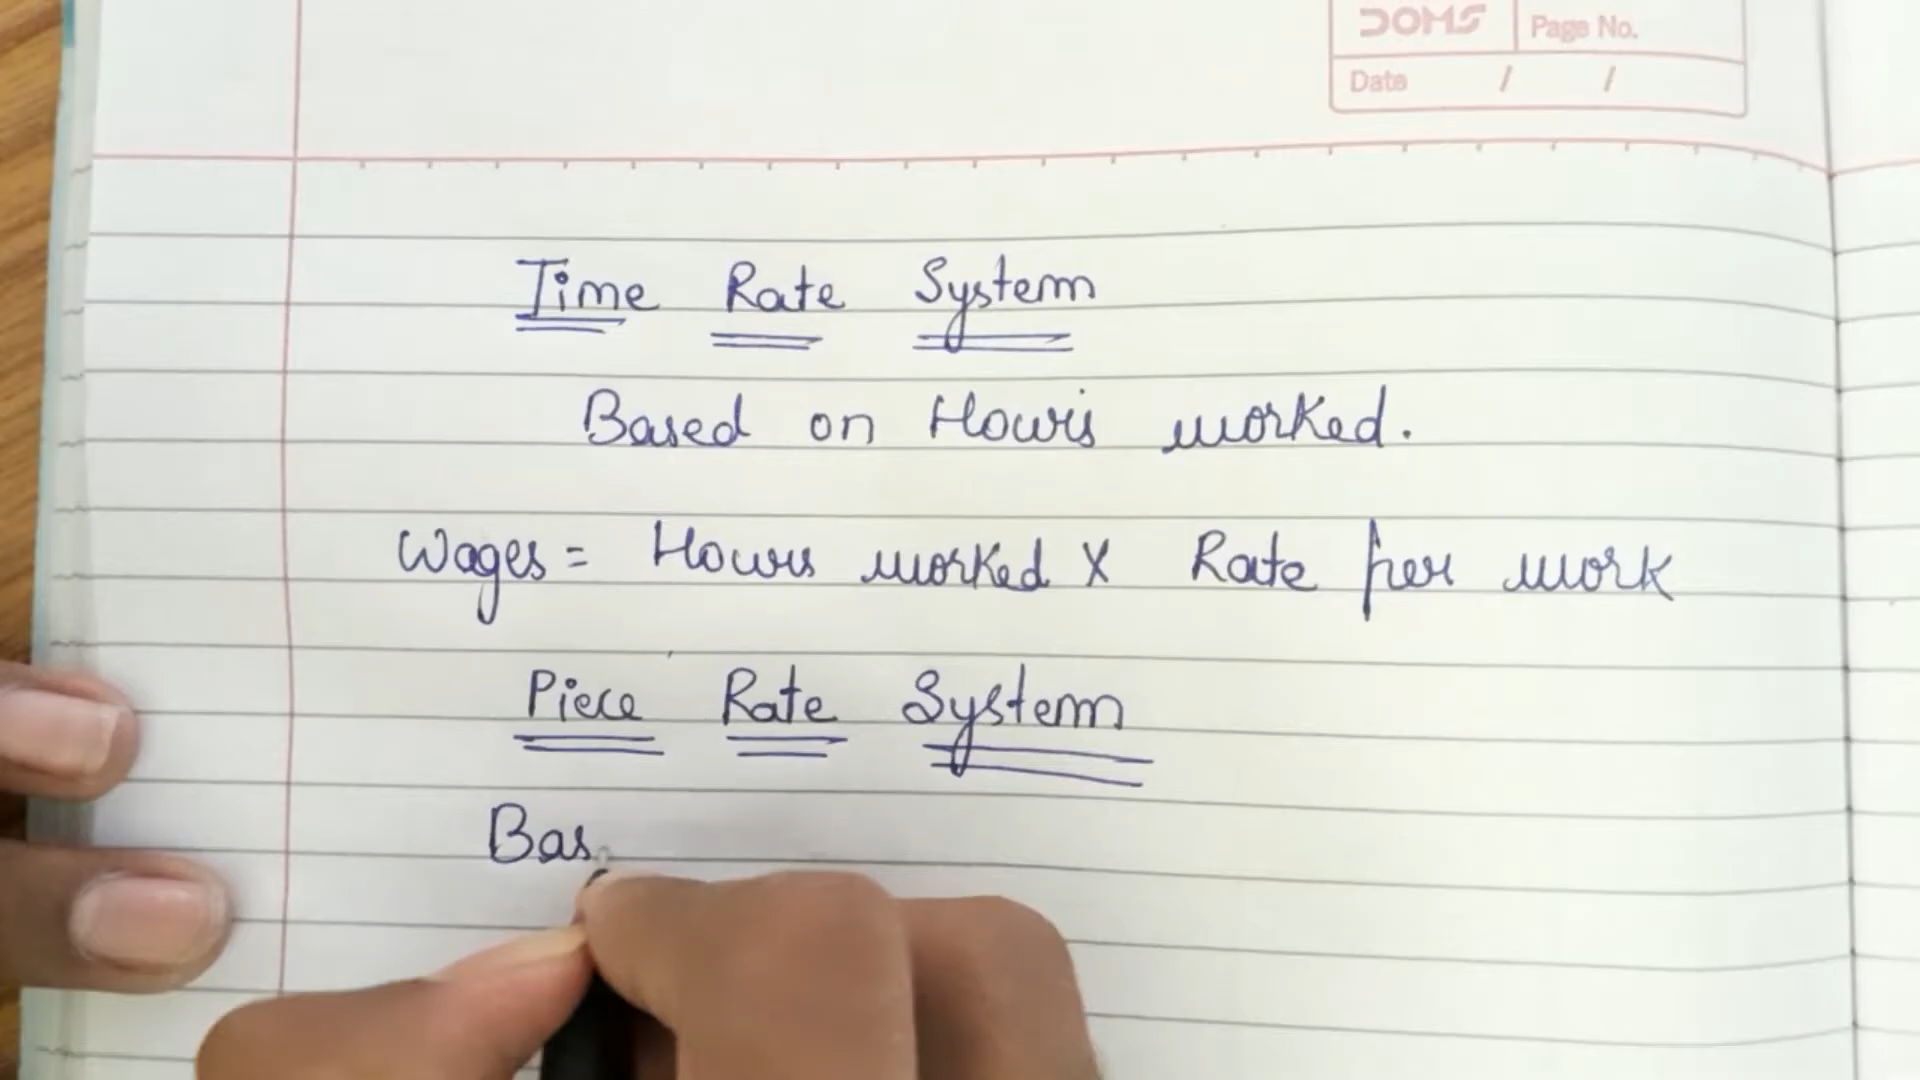 DOMS Page No.
Date / /
Time Rate System
Based on Hours worked.
Wages = Hours worked X Rate per work
Piece Rate System
Bas